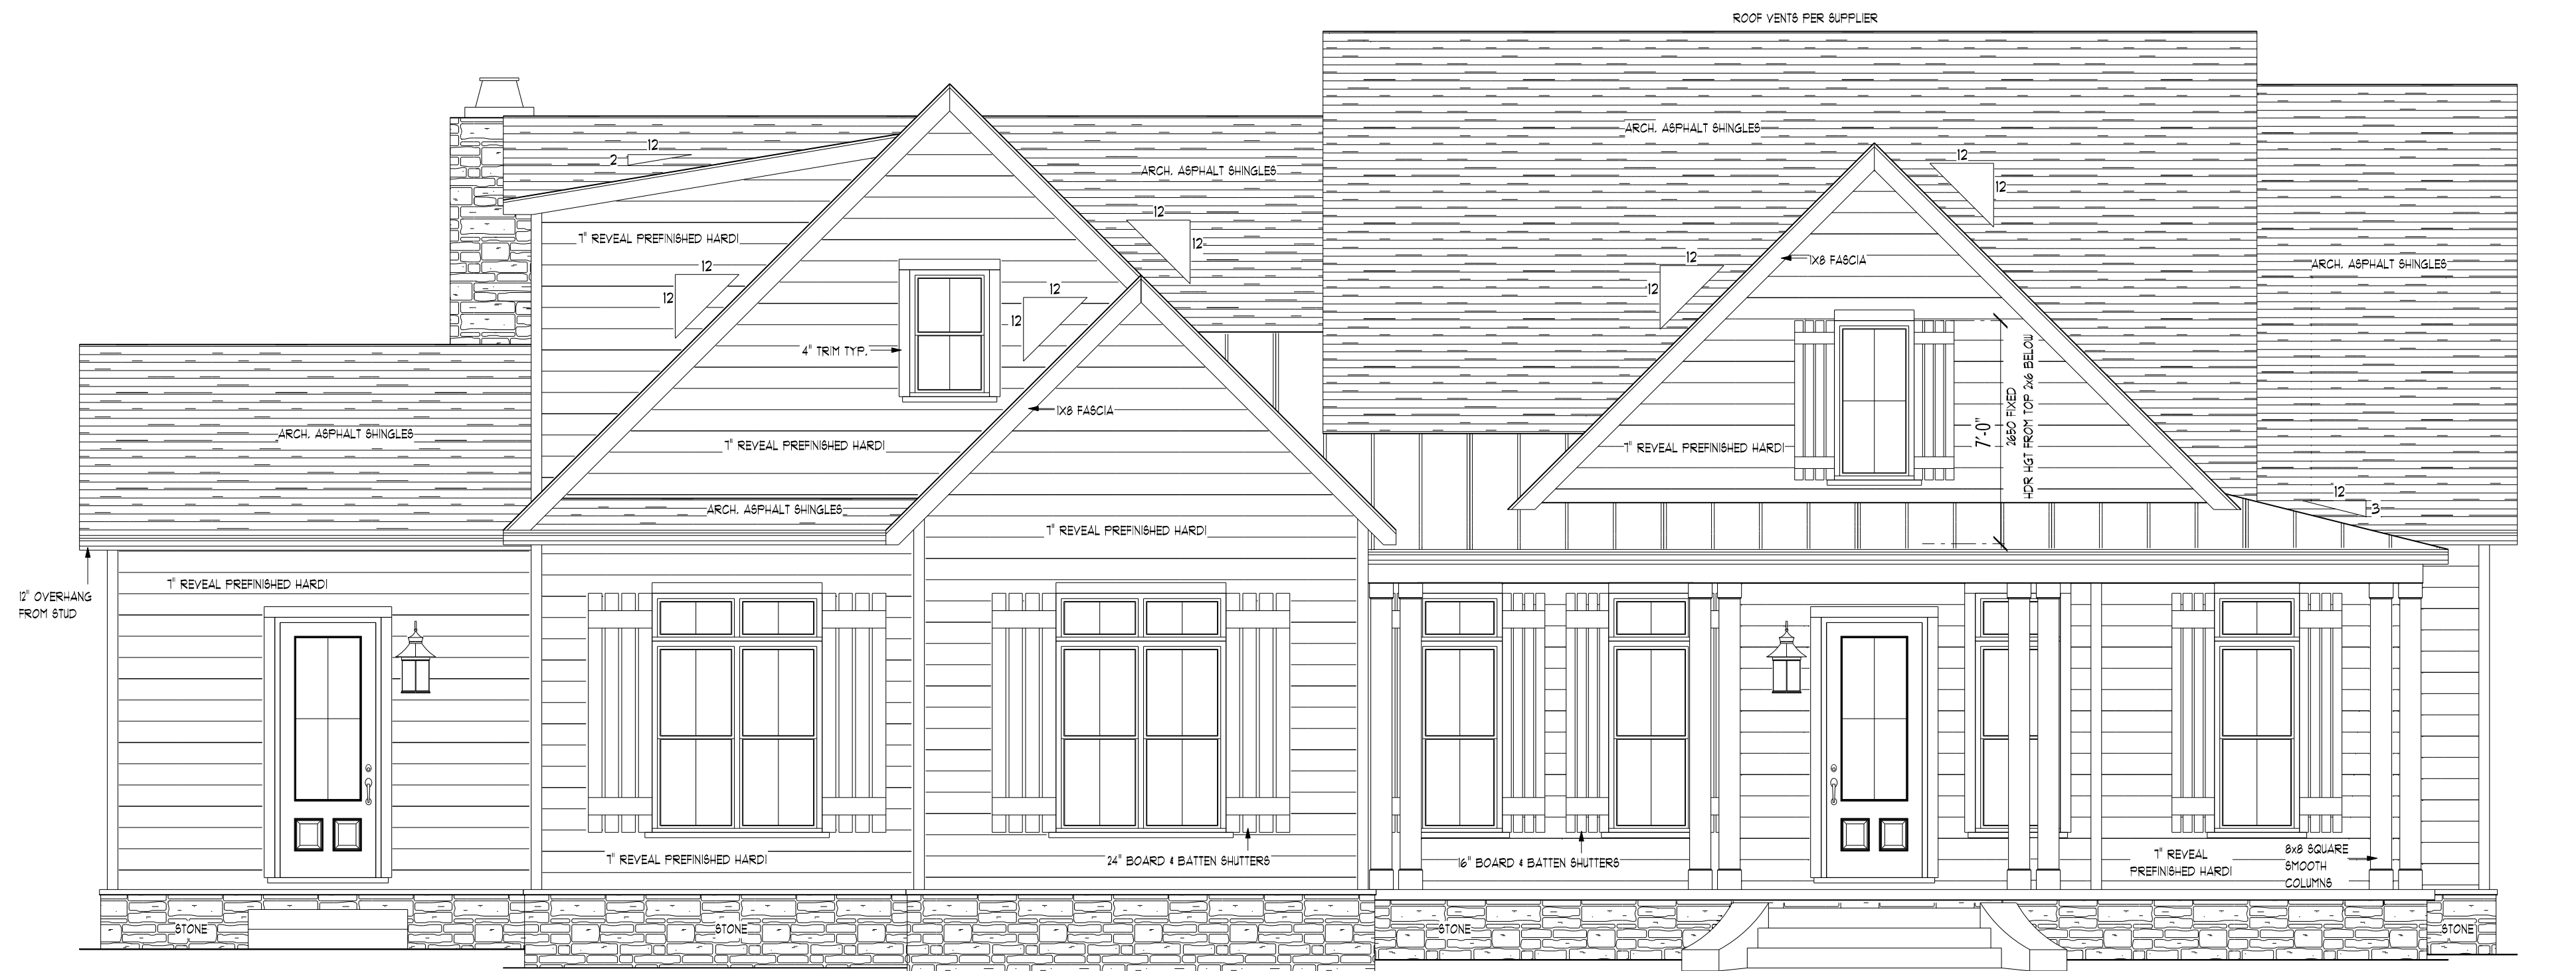 ROOF VENTS PER SUPPLIER
ARCH. ASPHALT SHINGLES
12
2
12
12
ARCH. ASPHALT SHINGLES
12
12
7" REVEAL PREFINISHED HARDI
12
12
12
12
1X8 FASCIA
12
12
ARCH. ASPHALT SHINGLES
12
12
4" TRIM TYP.
1X8 FASCIA
7'-0"
2650 FIXED
HDR HGT FROM TOP 2x6 BELOW
ARCH. ASPHALT SHINGLES
7" REVEAL PREFINISHED HARDI
7" REVEAL PREFINISHED HARDI
12
3
ARCH. ASPHALT SHINGLES
7" REVEAL PREFINISHED HARDI
7" REVEAL PREFINISHED HARDI
12" OVERHANG
FROM STUD
7" REVEAL PREFINISHED HARDI
24" BOARD & BATTEN SHUTTERS
16" BOARD & BATTEN SHUTTERS
7" REVEAL
PREFINISHED HARDI
8x8 SQUARE
SMOOTH
COLUMNS
STONE
STONE
STONE
STONE